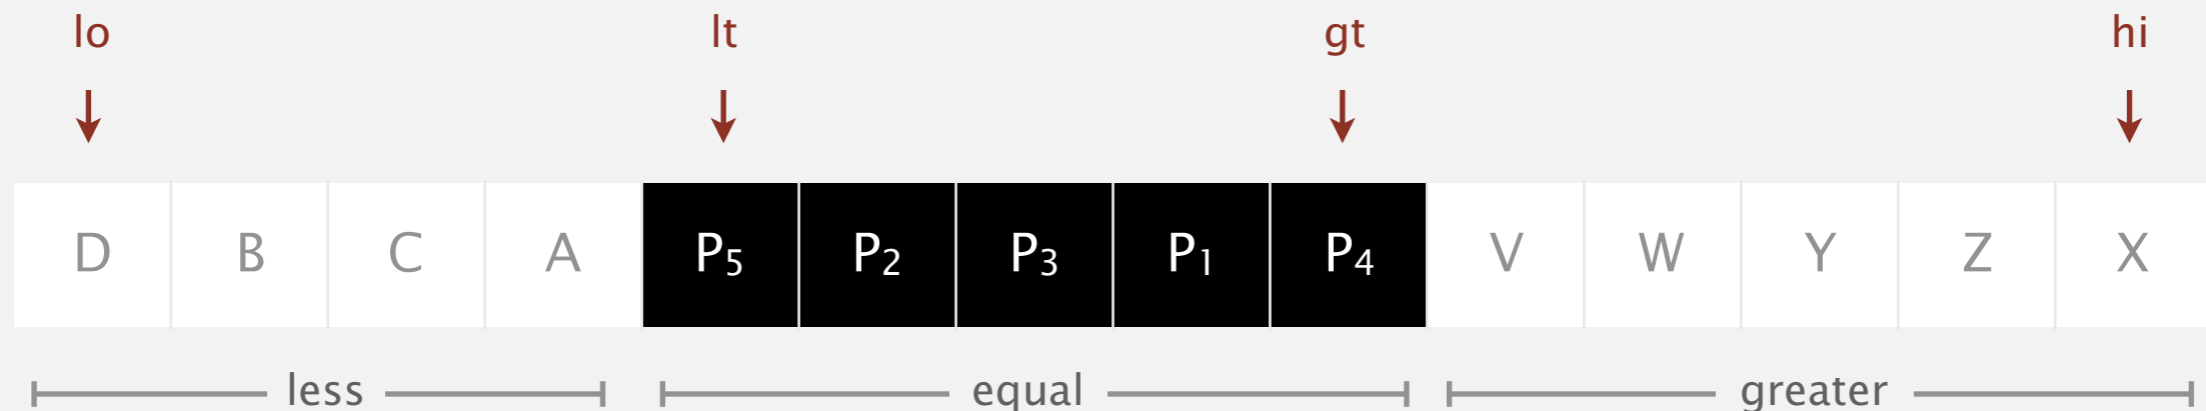 lo lt gt hi
D B C A P₅ P₂ P₃ P₁ P₄ V W Y Z X
less equal greater